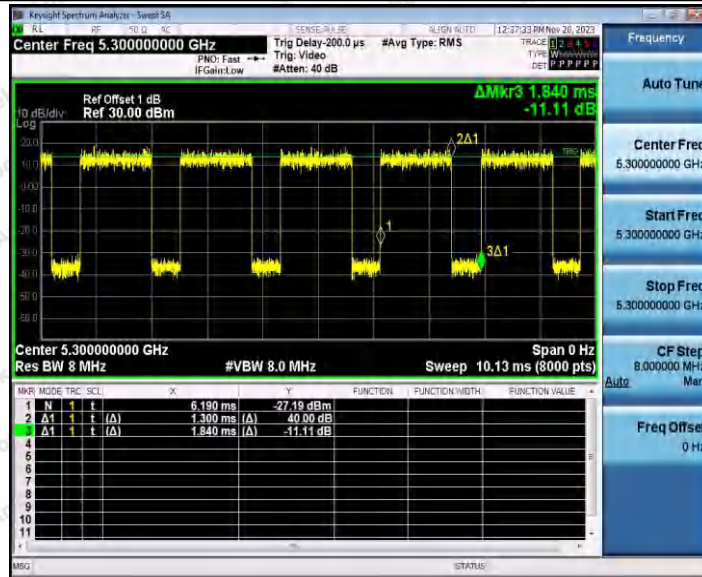 Keysight Spectrum Analyzer - Swept SA
RL RF 50 Ω AC SENSE:PULSE ALIGN AUTO 12:37:33 PM Nov 20, 2023
Center Freq 5.300000000 GHz
PNO: Fast
IFGain:Low
Trig Delay-200.0 µs
Trig: Video
#Atten: 40 dB
#Avg Type: RMS
TRACE 1 2 3 4 5 6
TYPE W
DET P P P P P P
Ref Offset 1 dB
10 dB/div Ref 30.00 dBm
Log
ΔMkr3 1.840 ms
-11.11 dB
20.0
0.00
2Δ1
1
3Δ1
Center 5.300000000 GHz Span 0 Hz
Res BW 8 MHz #VBW 8.0 MHz Sweep 10.13 ms (8000 pts)
MKR MODE TRC SCL X Y FUNCTION FUNCTION WIDTH FUNCTION VALUE
1 N 1 t 6.190 ms -27.19 dBm
2 Δ1 1 t (Δ) 1.300 ms (Δ) 40.00 dB
3 Δ1 1 t (Δ) 1.840 ms (Δ) -11.11 dB
4
5
6
7
8
9
10
11
MSG STATUS
Frequency
Auto Tune
Center Freq
5.300000000 GHz
Start Freq
5.300000000 GHz
Stop Freq
5.300000000 GHz
CF Step
8.000000 MHz
Auto Man
Freq Offset
0 Hz